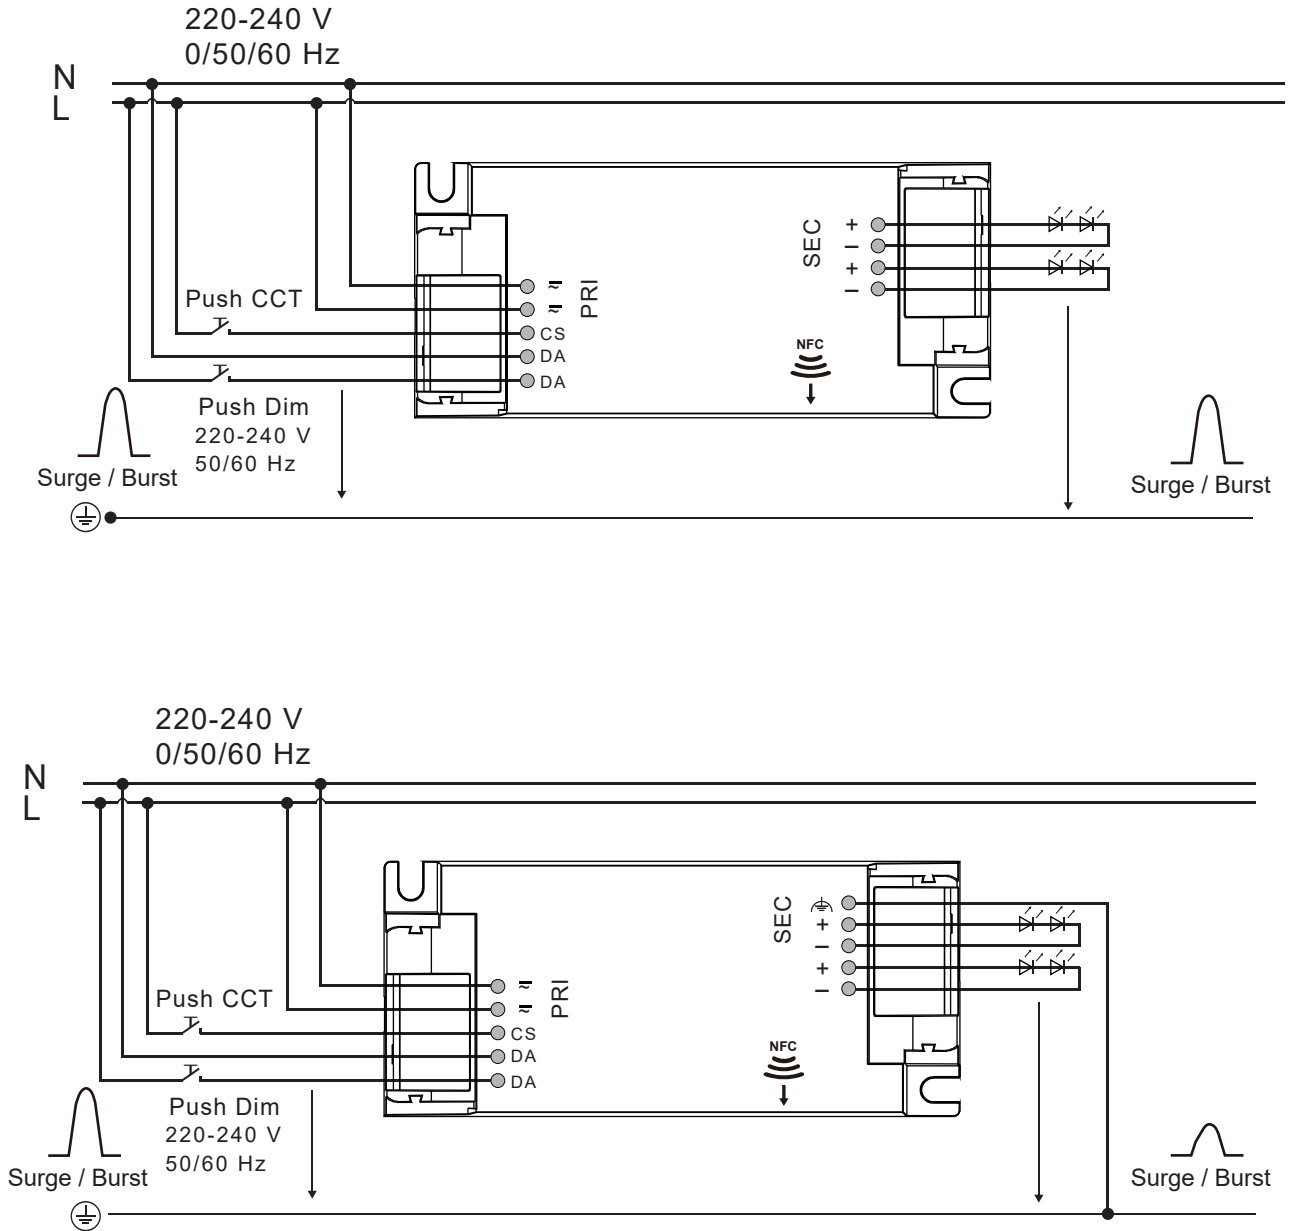 220-240 V
0/50/60 Hz
N
L
SEC
+
–
+
–
Push CCT
PRI
CS
DA
DA
NFC
Push Dim
220-240 V
50/60 Hz
Surge / Burst
Surge / Burst
220-240 V
0/50/60 Hz
N
L
SEC
+
–
+
–
Push CCT
PRI
CS
DA
DA
NFC
Push Dim
220-240 V
50/60 Hz
Surge / Burst
Surge / Burst